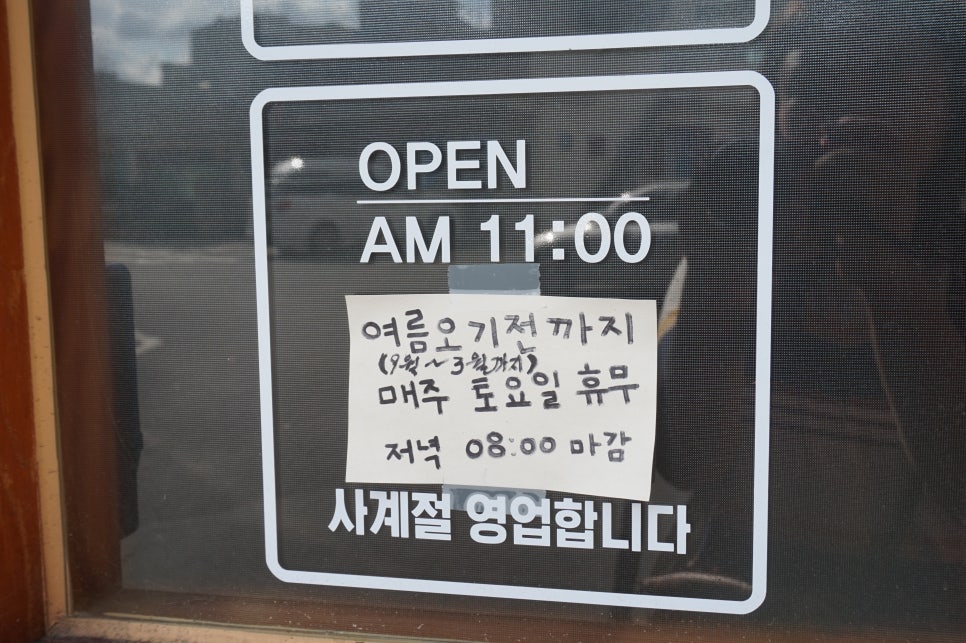 OPEN
AM 11:00
여름오기전까지
(9월~3월까지)
매주 토요일 휴무
저녁 08:00 마감
사계절 영업합니다